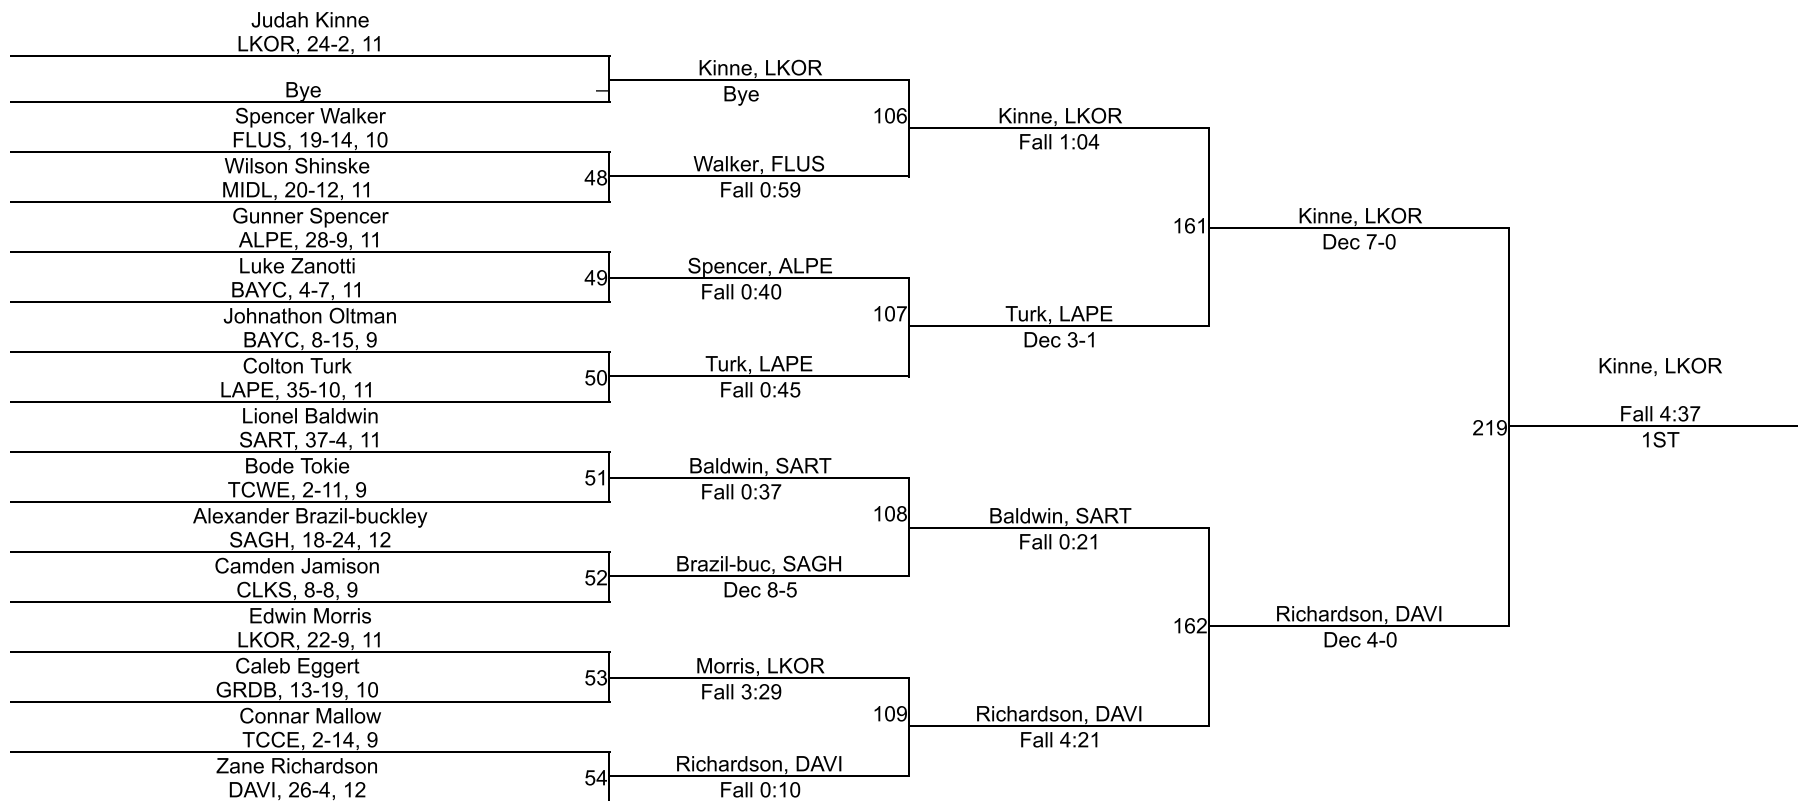 Judah Kinne
LKOR, 24-2, 11
Bye
Spencer Walker
FLUS, 19-14, 10
Wilson Shinske
MIDL, 20-12, 11
48
Gunner Spencer
ALPE, 28-9, 11
Luke Zanotti
BAYC, 4-7, 11
49
Johnathon Oltman
BAYC, 8-15, 9
Colton Turk
LAPE, 35-10, 11
50
Lionel Baldwin
SART, 37-4, 11
Bode Tokie
TCWE, 2-11, 9
51
Alexander Brazil-buckley
SAGH, 18-24, 12
Camden Jamison
CLKS, 8-8, 9
52
Edwin Morris
LKOR, 22-9, 11
Caleb Eggert
GRDB, 13-19, 10
53
Connar Mallow
TCCE, 2-14, 9
Zane Richardson
DAVI, 26-4, 12
54
Kinne, LKOR
Bye
106
Walker, FLUS
Fall 0:59
Spencer, ALPE
Fall 0:40
107
Turk, LAPE
Fall 0:45
Baldwin, SART
Fall 0:37
108
Brazil-buc, SAGH
Dec 8-5
Morris, LKOR
Fall 3:29
109
Richardson, DAVI
Fall 0:10
Kinne, LKOR
Fall 1:04
161
Turk, LAPE
Dec 3-1
Baldwin, SART
Fall 0:21
162
Richardson, DAVI
Fall 4:21
Kinne, LKOR
Dec 7-0
219
Richardson, DAVI
Dec 4-0
Kinne, LKOR
Fall 4:37
1ST